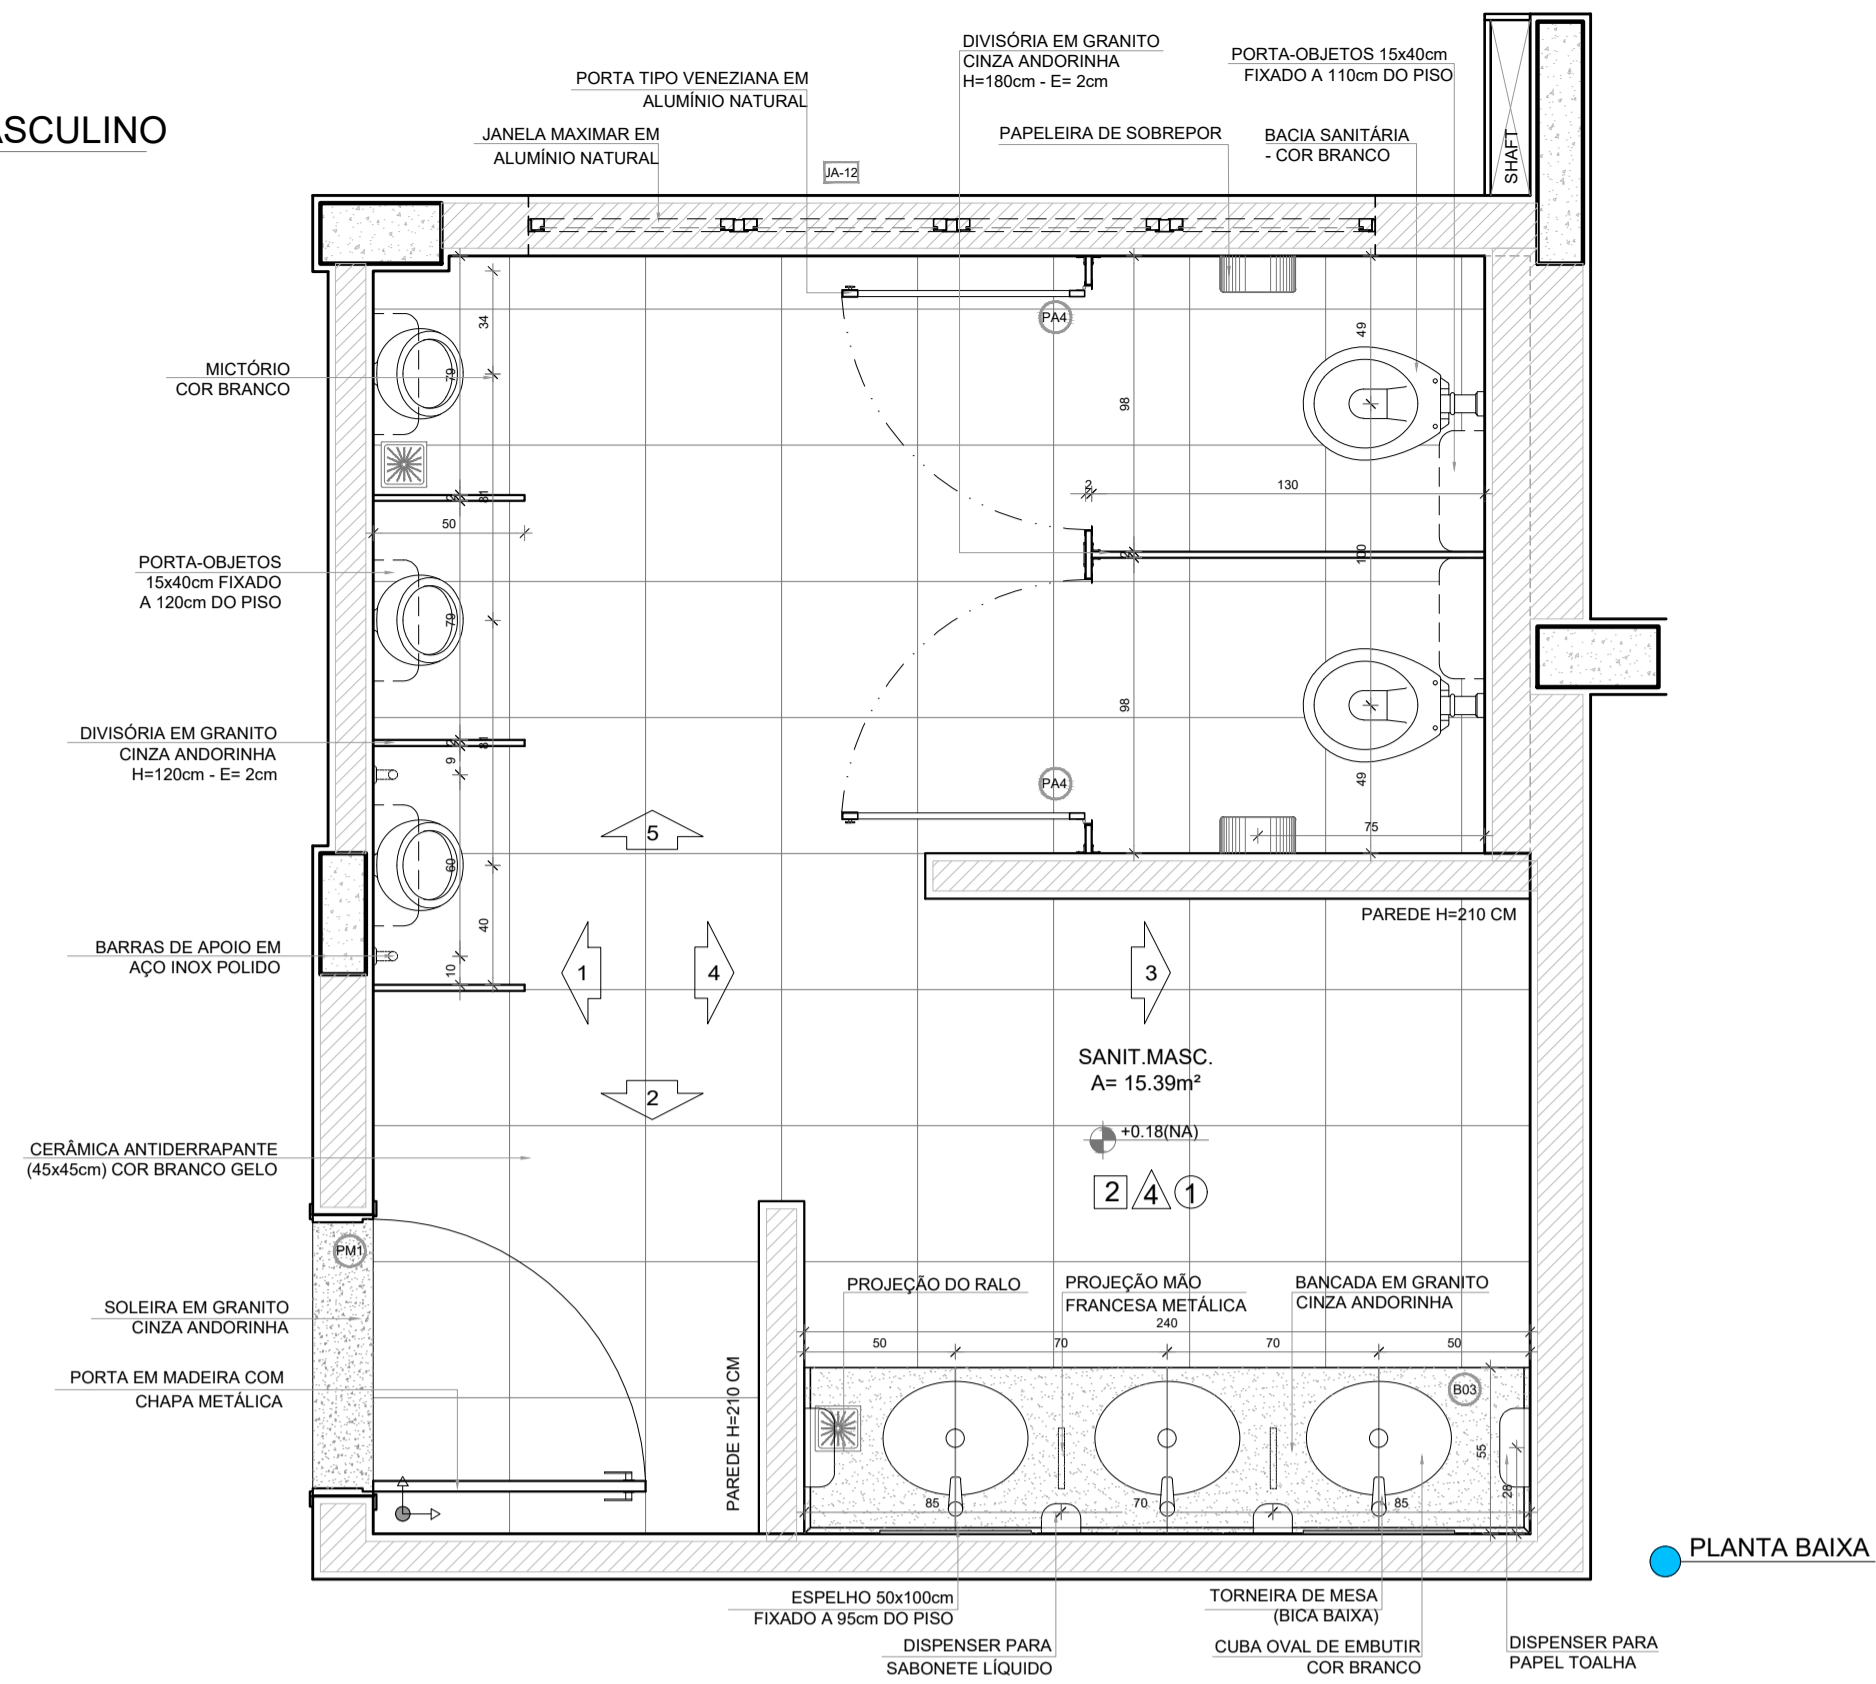 ASCULINO
PORTA TIPO VENEZIANA EM
ALUMÍNIO NATURAL
JANELA MAXIMAR EM
ALUMÍNIO NATURAL
JA-12
DIVISÓRIA EM GRANITO
CINZA ANDORINHA
H=180cm - E= 2cm
PAPELEIRA DE SOBREPOR
PORTA-OBJETOS 15x40cm
FIXADO A 110cm DO PISO
BACIA SANITÁRIA
- COR BRANCO
SHAFT
MICTÓRIO
COR BRANCO
PORTA-OBJETOS
15x40cm FIXADO
A 120cm DO PISO
DIVISÓRIA EM GRANITO
CINZA ANDORINHA
H=120cm - E= 2cm
BARRAS DE APOIO EM
AÇO INOX POLIDO
CERÂMICA ANTIDERRAPANTE
(45x45cm) COR BRANCO GELO
SOLEIRA EM GRANITO
CINZA ANDORINHA
PORTA EM MADEIRA COM
CHAPA METÁLICA
34
79
2
81
50
79
2
81
9
60
40
10
PA4
98
49
2
130
2
100
98
49
PA4
75
5
1
4
3
2
PAREDE H=210 CM
SANIT.MASC.
A= 15.39m²
+0.18(NA)
2 4 1
PM1
PAREDE H=210 CM
PROJEÇÃO DO RALO
PROJEÇÃO MÃO
FRANCESA METÁLICA
BANCADA EM GRANITO
CINZA ANDORINHA
240
50 70 70 50
B03
55
28
85 70 85
ESPELHO 50x100cm
FIXADO A 95cm DO PISO
DISPENSER PARA
SABONETE LÍQUIDO
TORNEIRA DE MESA
(BICA BAIXA)
CUBA OVAL DE EMBUTIR
COR BRANCO
DISPENSER PARA
PAPEL TOALHA
PLANTA BAIXA